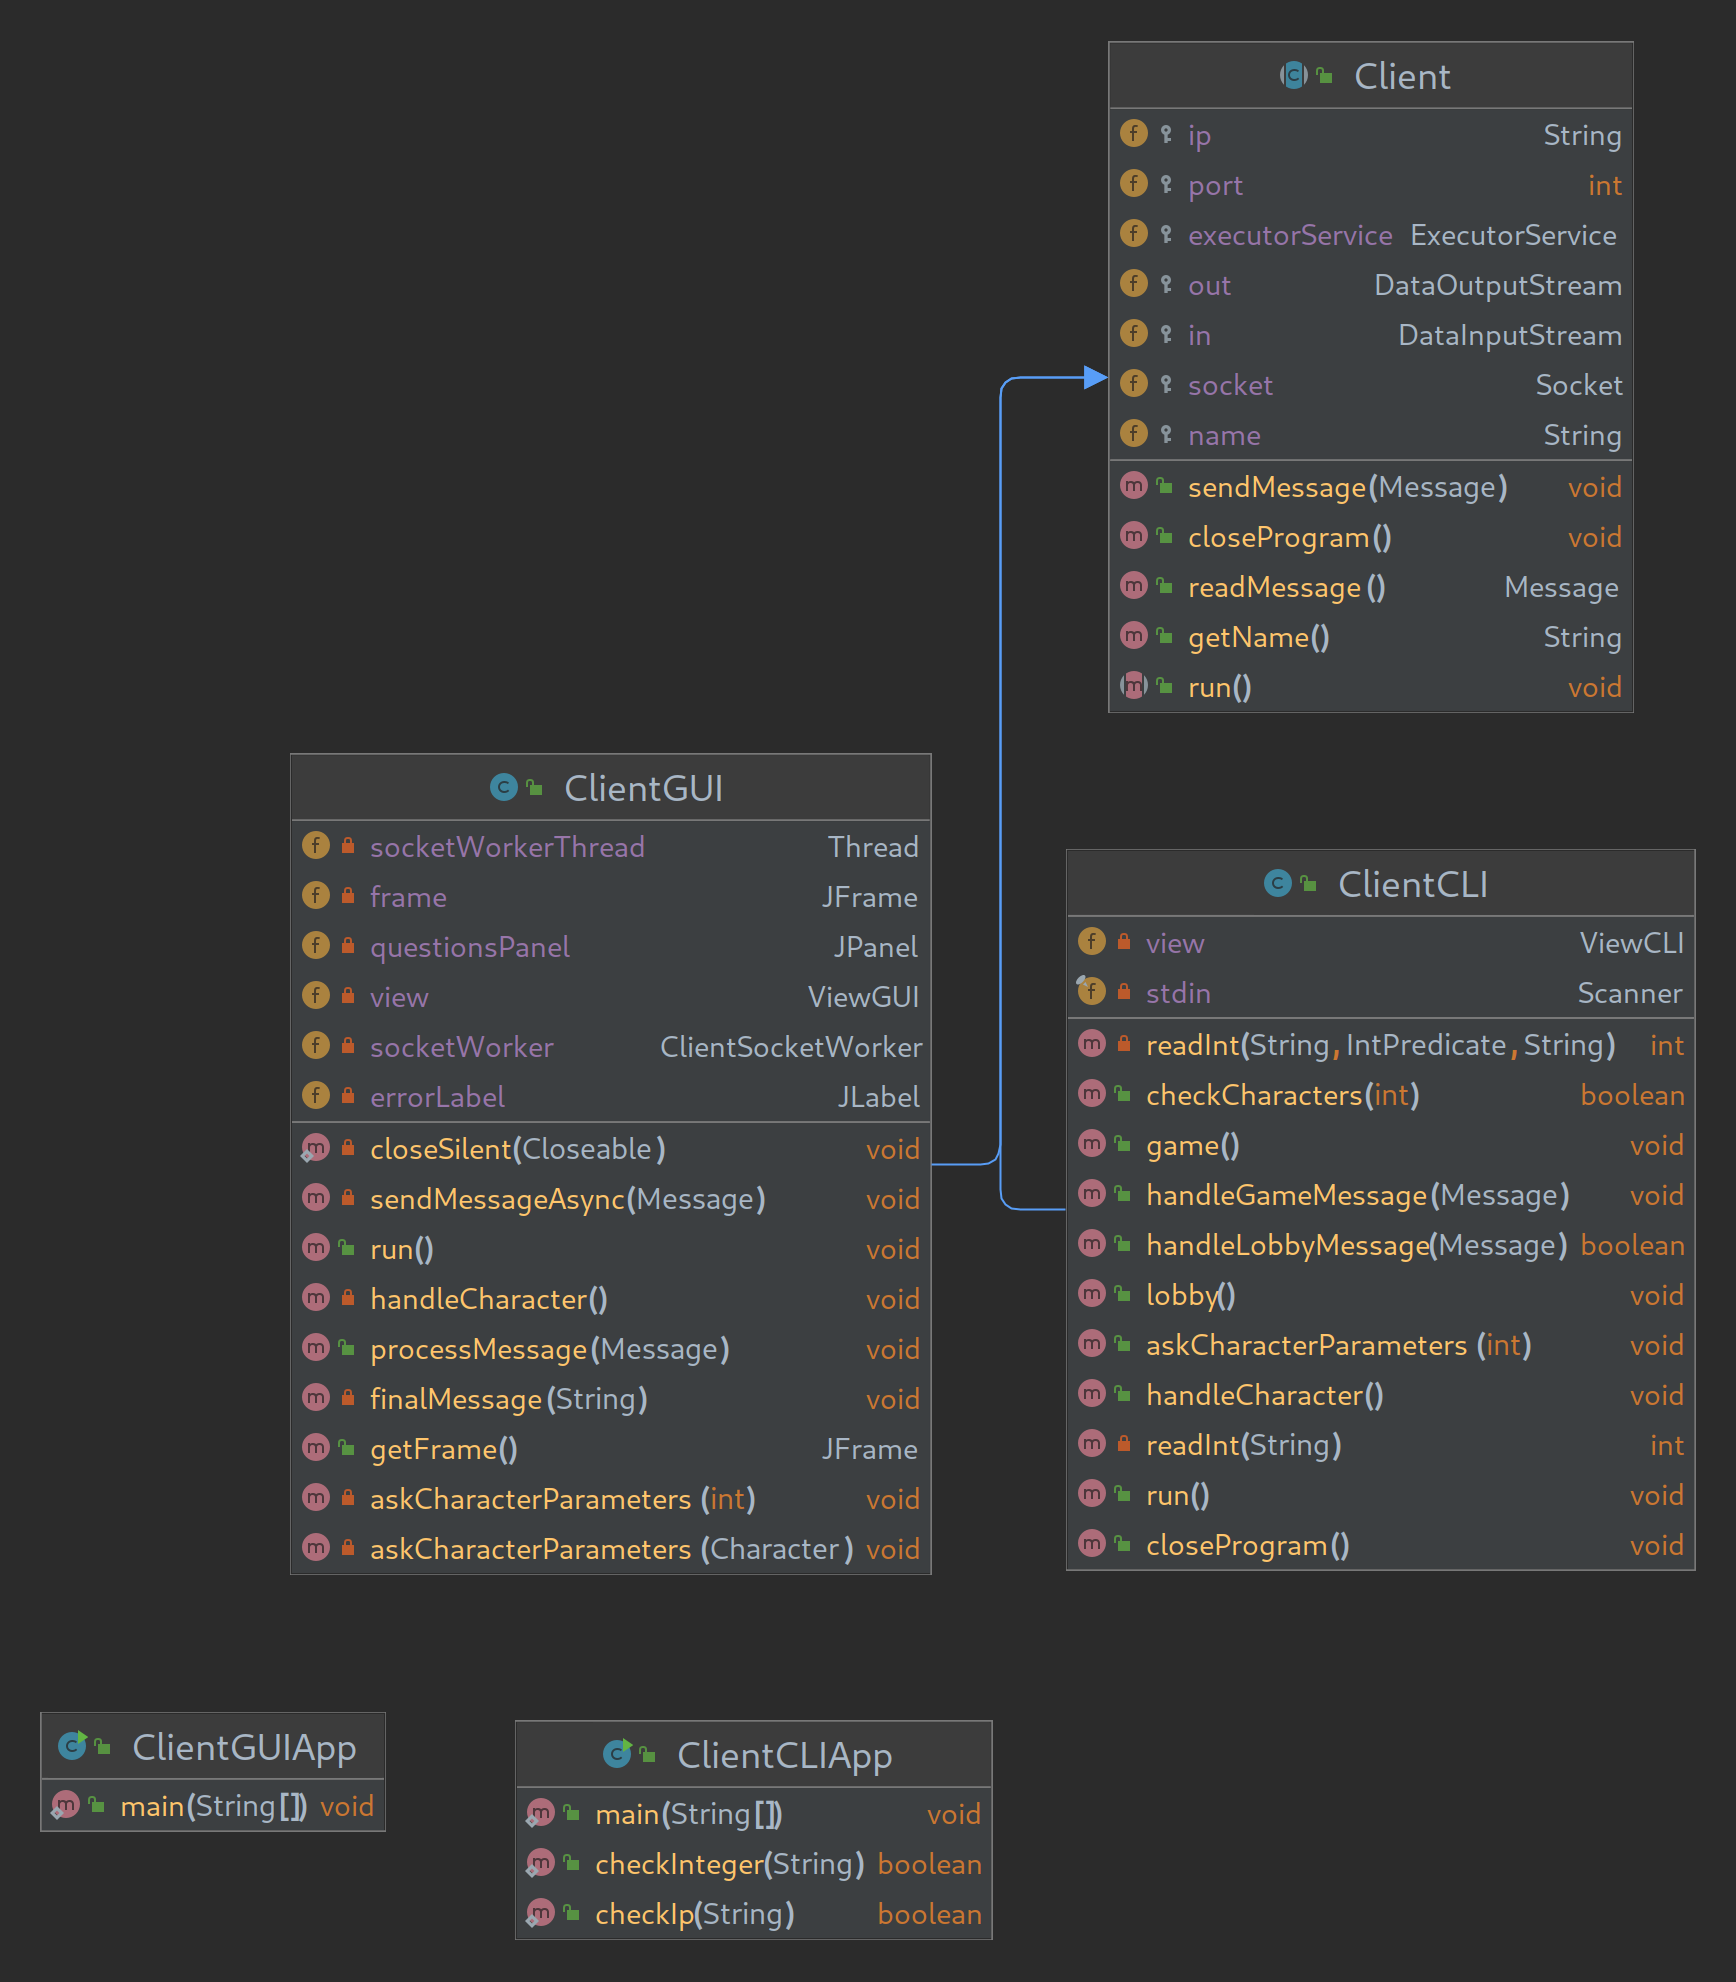 Client
ip String
port int
executorService ExecutorService
out DataOutputStream
in DataInputStream
socket Socket
name String
sendMessage(Message) void
closeProgram() void
readMessage() Message
getName() String
run() void
ClientGUI
socketWorkerThread Thread
frame JFrame
questionsPanel JPanel
view ViewGUI
socketWorker ClientSocketWorker
errorLabel JLabel
closeSilent(Closeable) void
sendMessageAsync(Message) void
run() void
handleCharacter() void
processMessage(Message) void
finalMessage(String) void
getFrame() JFrame
askCharacterParameters(int) void
askCharacterParameters(Character) void
ClientCLI
view ViewCLI
stdin Scanner
readInt(String, IntPredicate, String) int
checkCharacters(int) boolean
game() void
handleGameMessage(Message) void
handleLobbyMessage(Message) boolean
lobby() void
askCharacterParameters(int) void
handleCharacter() void
readInt(String) int
run() void
closeProgram() void
ClientGUIApp
main(String[]) void
ClientCLIApp
main(String[]) void
checkInteger(String) boolean
checkIp(String) boolean